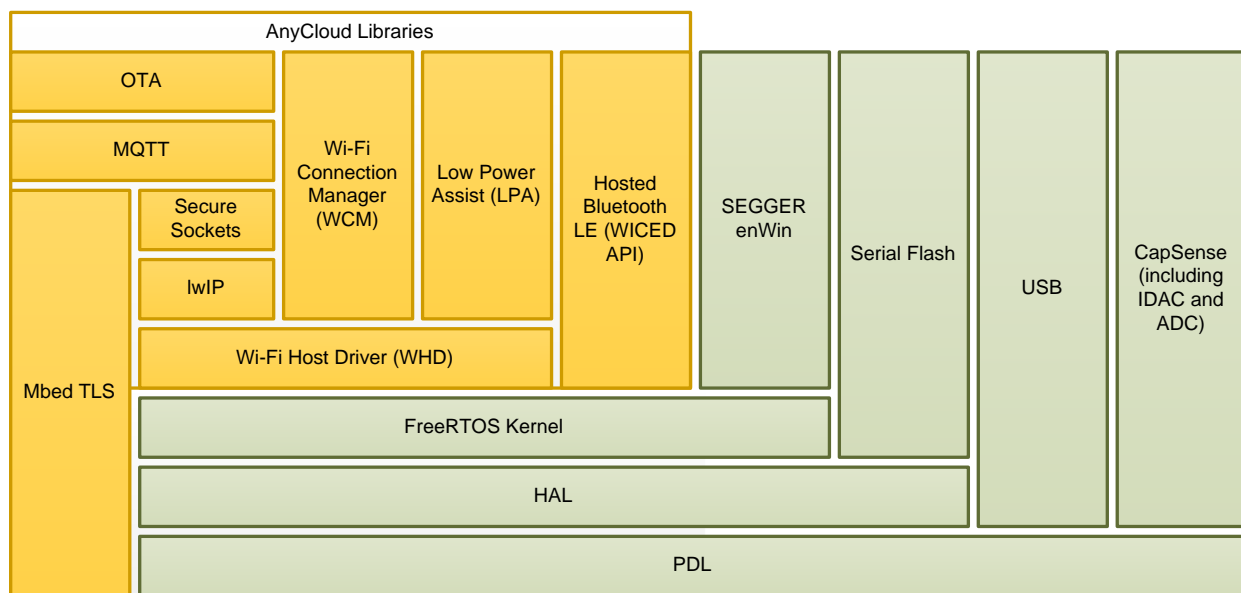 AnyCloud Libraries
OTA
MQTT
Secure
Sockets
lwIP
Wi-Fi
Connection
Manager
(WCM)
Low Power
Assist (LPA)
Hosted
Bluetooth
LE (WICED
API)
SEGGER
enWin
Serial Flash
USB
CapSense
(including
IDAC and
ADC)
Wi-Fi Host Driver (WHD)
Mbed TLS
FreeRTOS Kernel
HAL
PDL